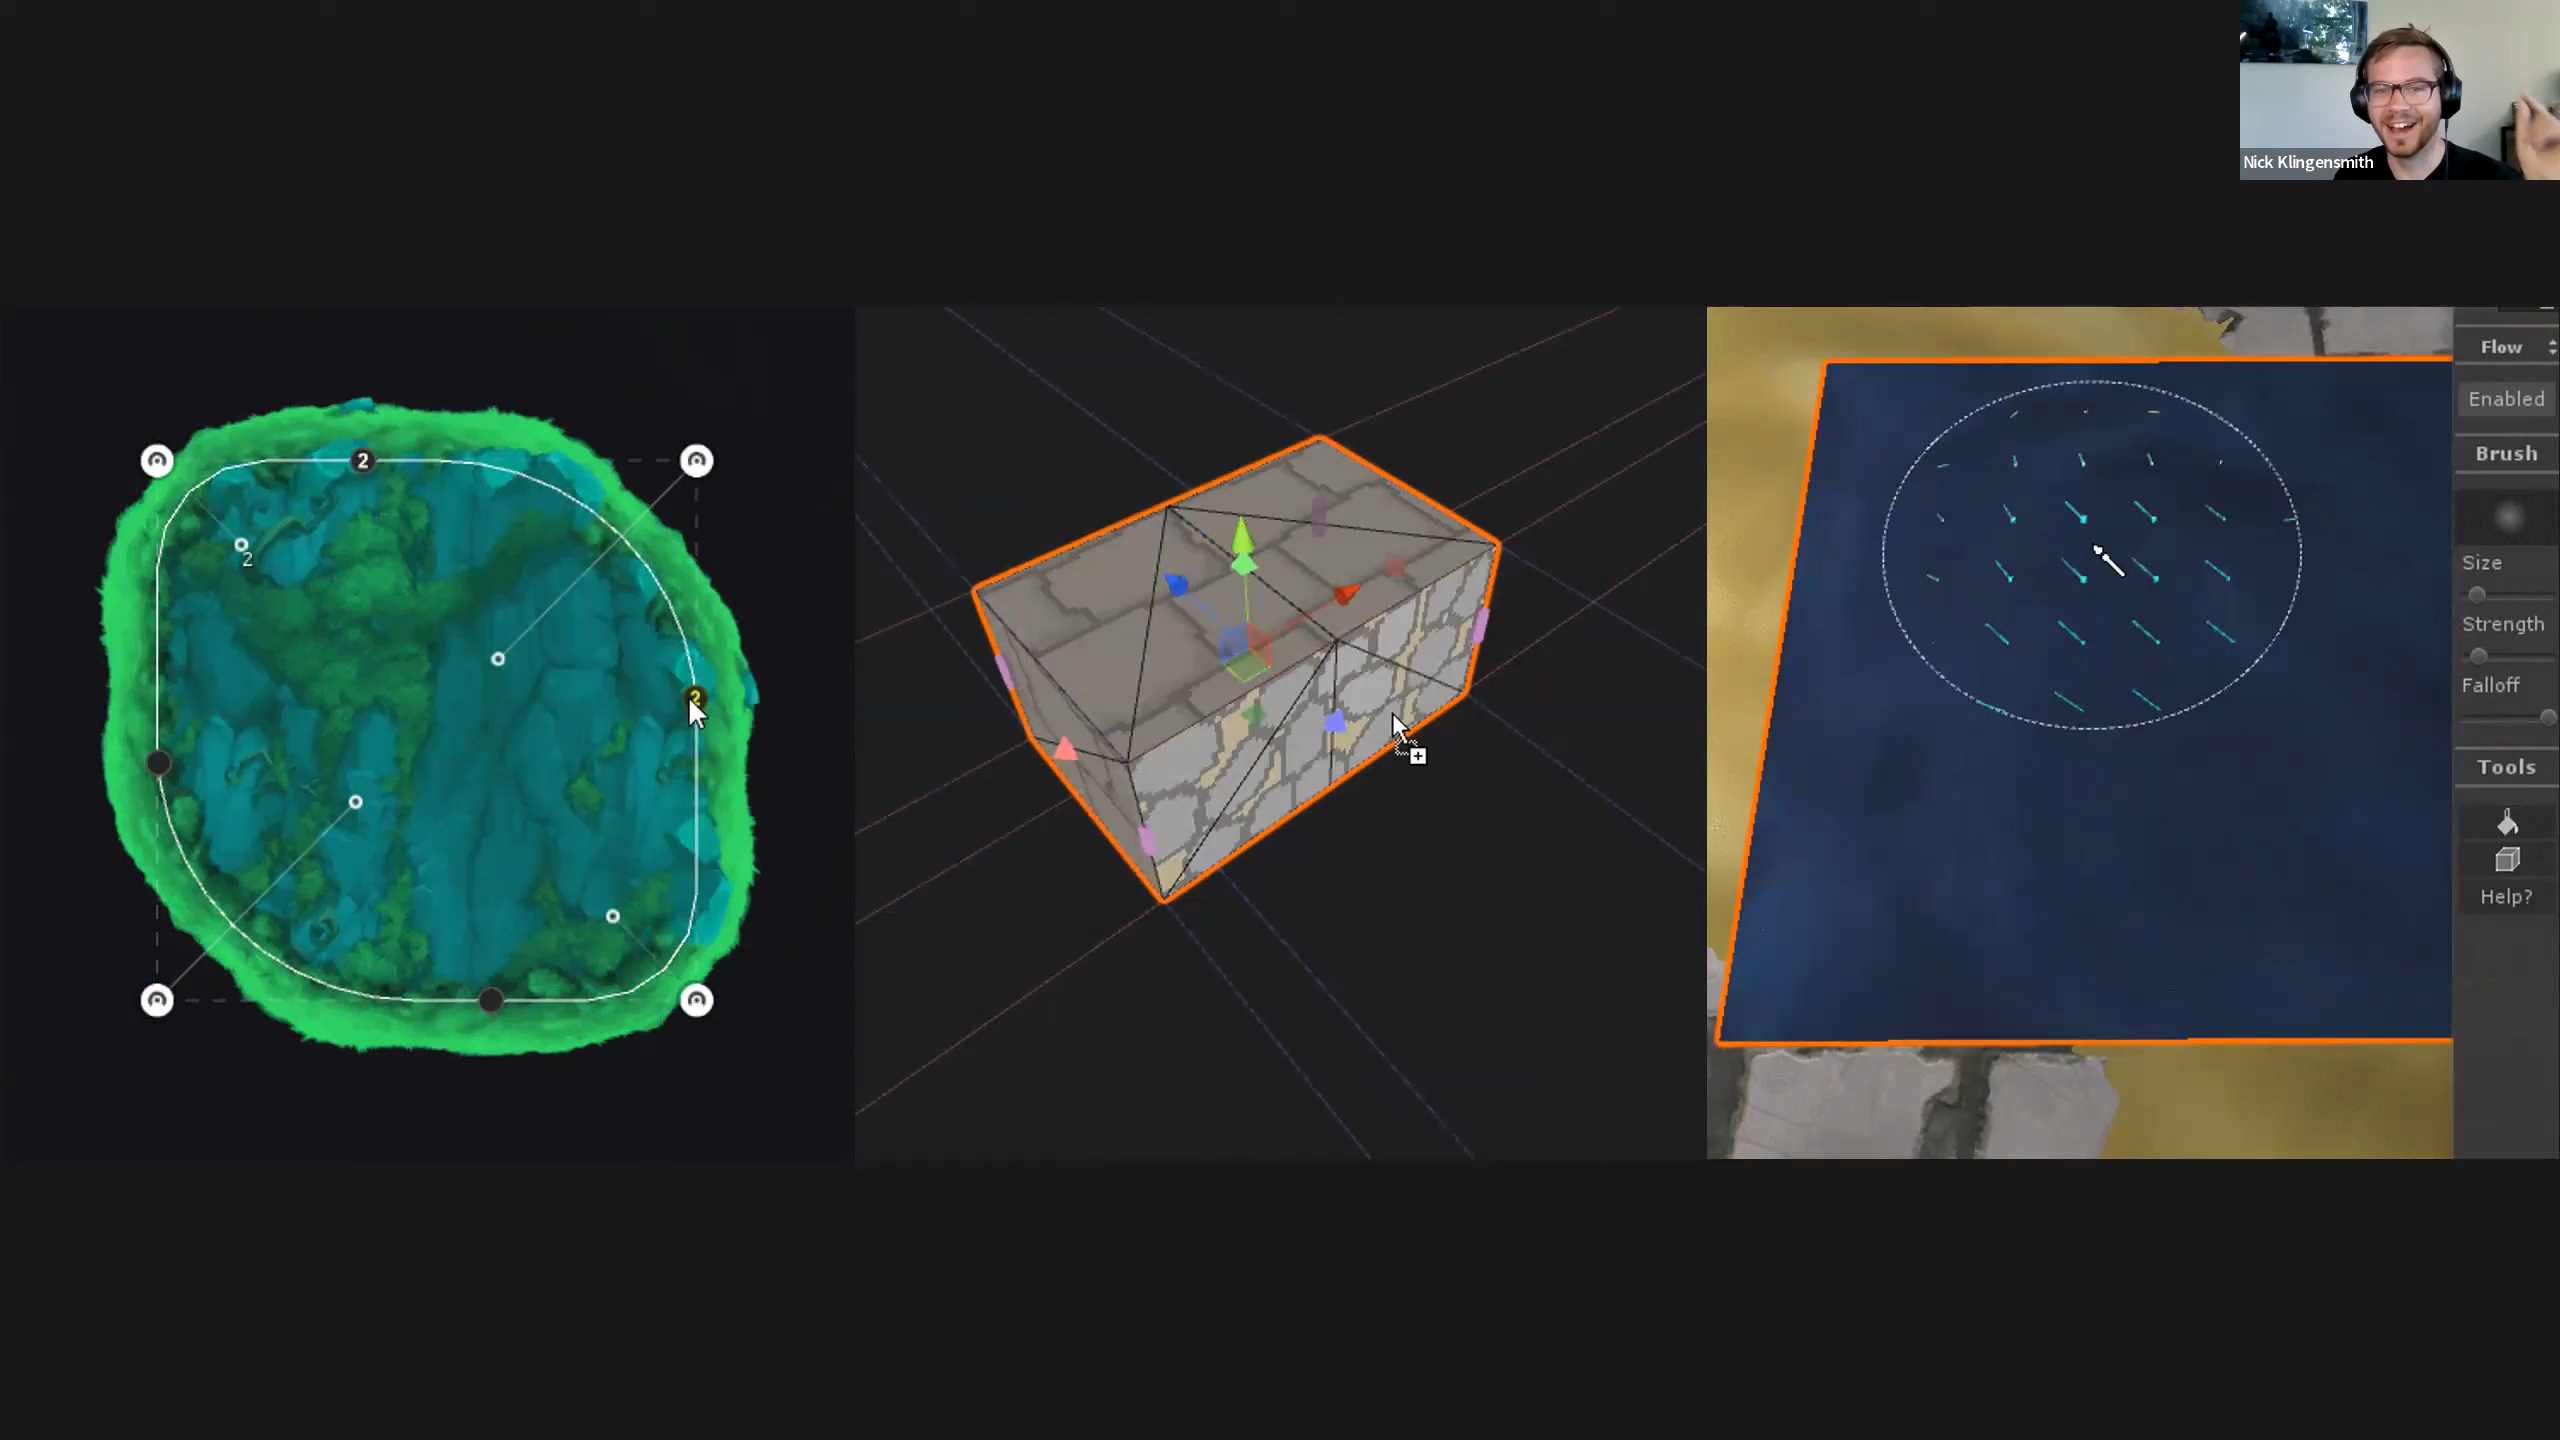 Nick Klingensmith
2
2
2
Flow
Enabled
Brush
Size
Strength
Falloff
Tools
Help?